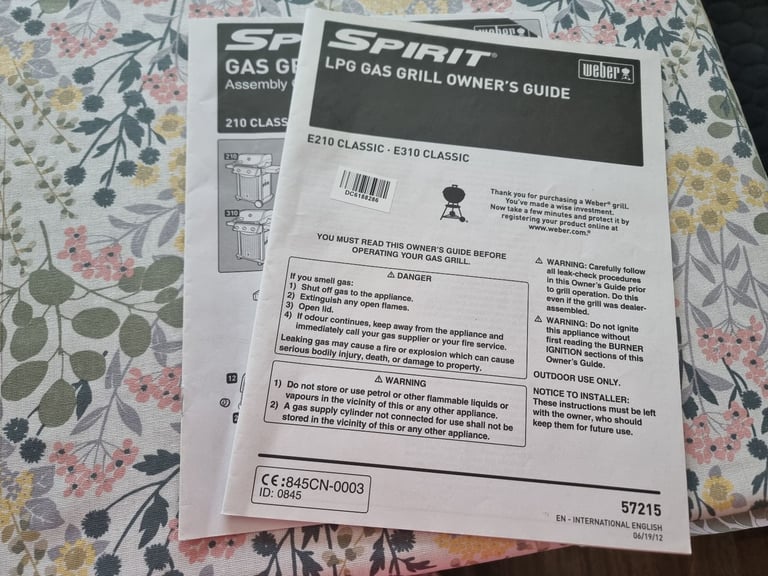 SP
GAS G
Assembly
210 CLASS
210
310
12
weber
SPIRIT®
LPG GAS GRILL OWNER'S GUIDE
weber
E210 CLASSIC · E310 CLASSIC
DC6188286
Thank you for purchasing a Weber® grill.
You've made a wise investment.
Now take a few minutes and protect it by
registering your product online at
www.weber.com.®
YOU MUST READ THIS OWNER'S GUIDE BEFORE
OPERATING YOUR GAS GRILL.
⚠ DANGER
If you smell gas:
1) Shut off gas to the appliance.
2) Extinguish any open flames.
3) Open lid.
4) If odour continues, keep away from the appliance and
immediately call your gas supplier or your fire service.
Leaking gas may cause a fire or explosion which can cause
serious bodily injury, death, or damage to property.
⚠ WARNING
1) Do not store or use petrol or other flammable liquids or
vapours in the vicinity of this or any other appliance.
2) A gas supply cylinder not connected for use shall not be
stored in the vicinity of this or any other appliance.
⚠ WARNING: Carefully follow
all leak-check procedures
in this Owner's Guide prior
to grill operation. Do this
even if the grill was dealer-
assembled.
⚠ WARNING: Do not ignite
this appliance without
first reading the BURNER
IGNITION sections of this
Owner's Guide.
OUTDOOR USE ONLY.
NOTICE TO INSTALLER:
These instructions must be left
with the owner, who should
keep them for future use.
CE:845CN-0003
ID: 0845
57215
EN - INTERNATIONAL ENGLISH
06/19/12